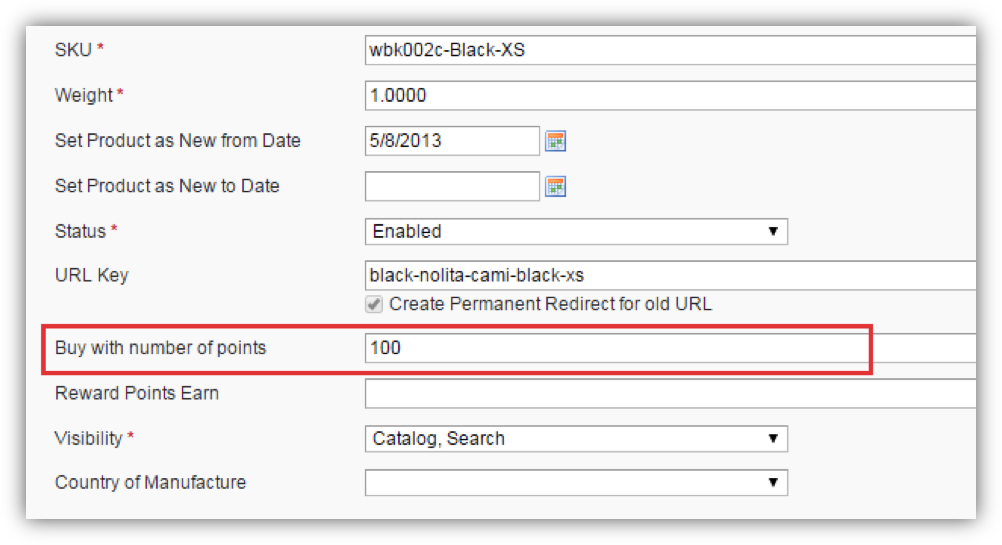 SKU * wbk002c-Black-XS
Weight * 1.0000
Set Product as New from Date 5/8/2013
Set Product as New to Date
Status * Enabled
URL Key black-nolita-cami-black-xs
Create Permanent Redirect for old URL
Buy with number of points 100
Reward Points Earn
Visibility * Catalog, Search
Country of Manufacture